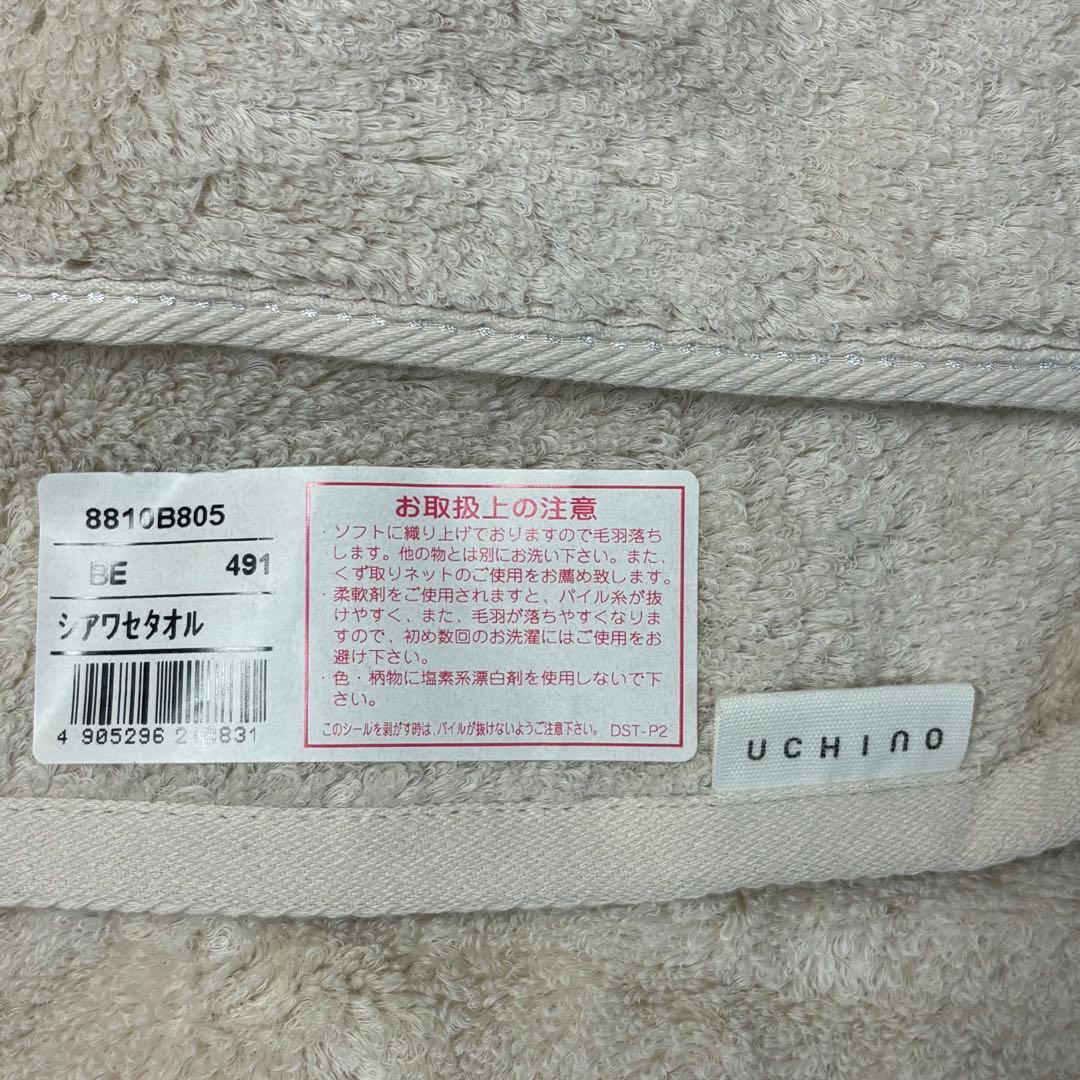 8810B805
BE 491
シアワセタオル
4 905296
お取扱上の注意
・ソフトに織り上げておりますので毛羽落ち
します。他の物とは別にお洗い下さい。また、
くず取りネットのご使用をお薦め致します。
・柔軟剤をご使用されますと、パイル糸が抜
けやすく、また、毛羽が落ちやすくなりま
すので、初め数回のお洗濯にはご使用をお
避け下さい。
・色・柄物に塩素系漂白剤を使用しないで下
さい。
このシールを剥がす時は、パイルが抜けないようご注意下さい。 DST-P2
UCHINO